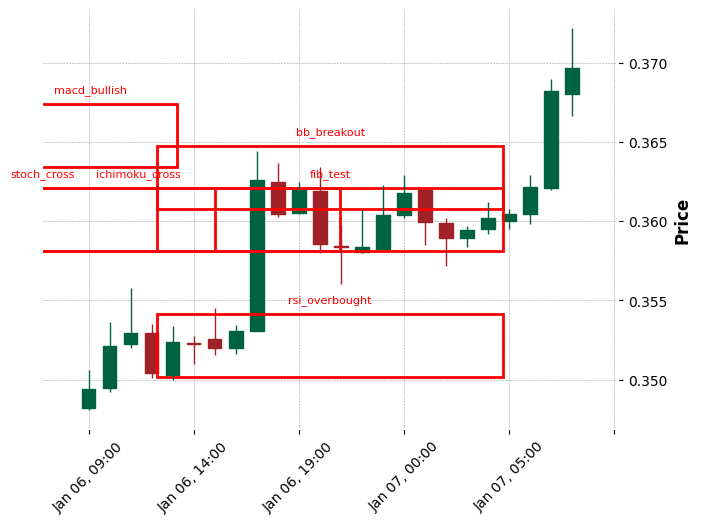 macd_bullish
bb_breakout
stoch_cross
ichimoku_cross
fib_test
rsi_overbought
0.370
0.365
0.360
0.355
0.350
Price
Jan 06, 09:00
Jan 06, 14:00
Jan 06, 19:00
Jan 07, 00:00
Jan 07, 05:00